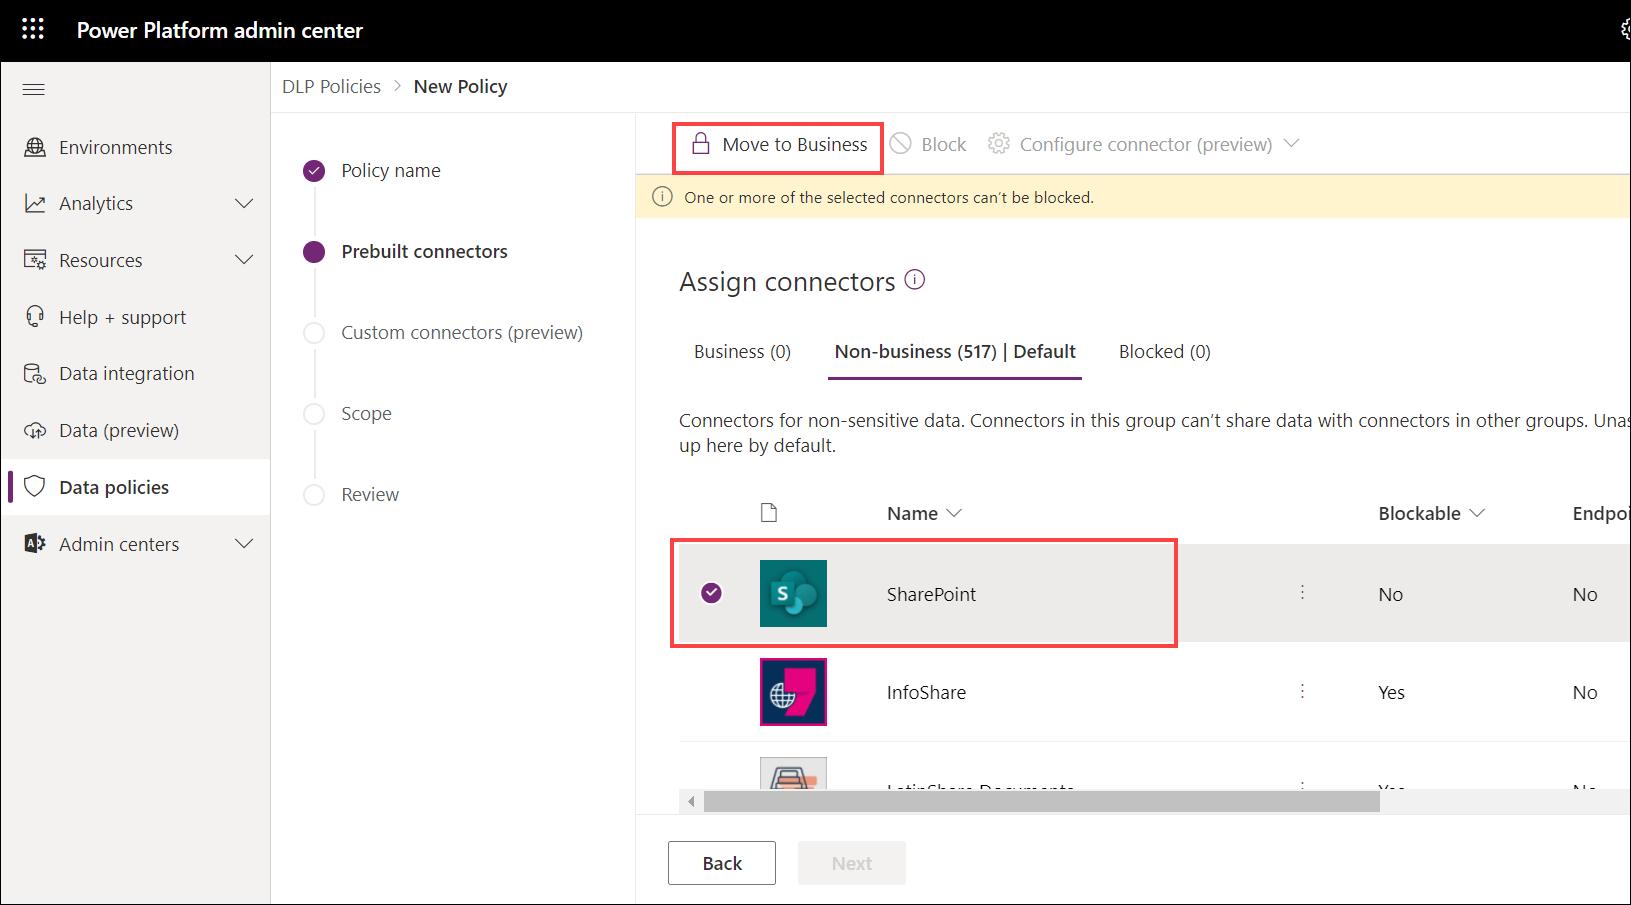 Power Platform admin center
DLP Policies > New Policy
Environments
Analytics
Resources
Help + support
Data integration
Data (preview)
Data policies
Admin centers
Policy name
Prebuilt connectors
Custom connectors (preview)
Scope
Review
Move to Business Block Configure connector (preview)
One or more of the selected connectors can't be blocked.
Assign connectors
Business (0) Non-business (517) | Default Blocked (0)
Connectors for non-sensitive data. Connectors in this group can't share data with connectors in other groups. Unas
up here by default.
Name Blockable Endpoi
S SharePoint No No
InfoShare Yes No
Back Next